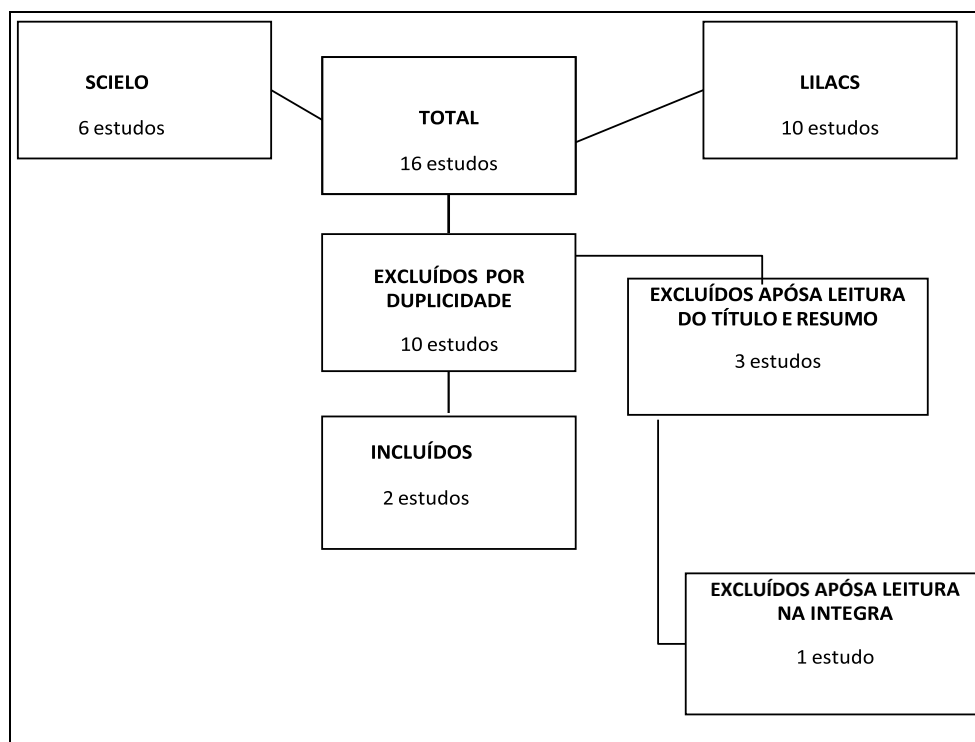 SCIELO
6 estudos
TOTAL
16 estudos
LILACS
10 estudos
EXCLUÍDOS POR
DUPLICIDADE
10 estudos
EXCLUÍDOS APÓSA LEITURA
DO TÍTULO E RESUMO
3 estudos
INCLUÍDOS
2 estudos
EXCLUÍDOS APÓSA LEITURA
NA INTEGRA
1 estudo